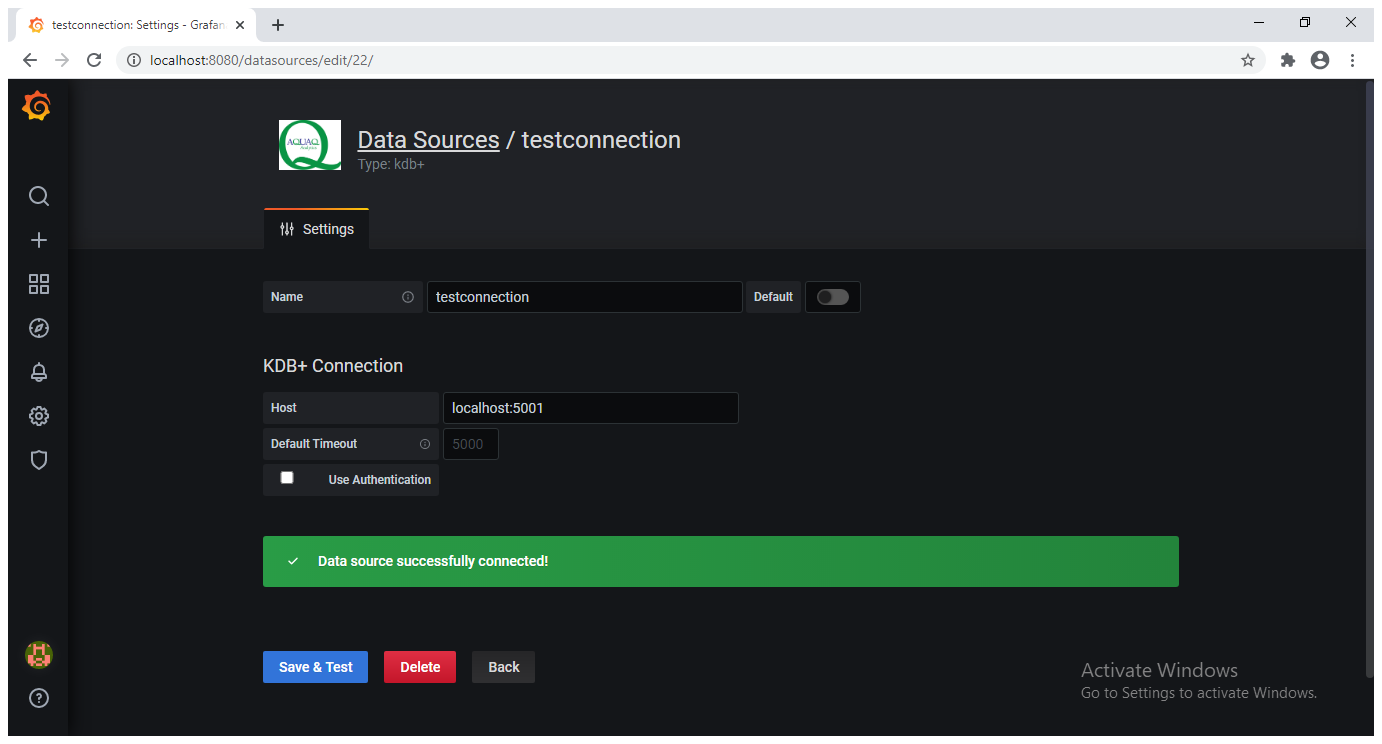 testconnection: Settings - Grafan
localhost:8080/datasources/edit/22/
AQUAQ
Analytics
Data Sources / testconnection
Type: kdb+
Settings
Name
testconnection
Default
KDB+ Connection
Host
localhost:5001
Default Timeout
5000
Use Authentication
Data source successfully connected!
Save & Test
Delete
Back
Activate Windows
Go to Settings to activate Windows.